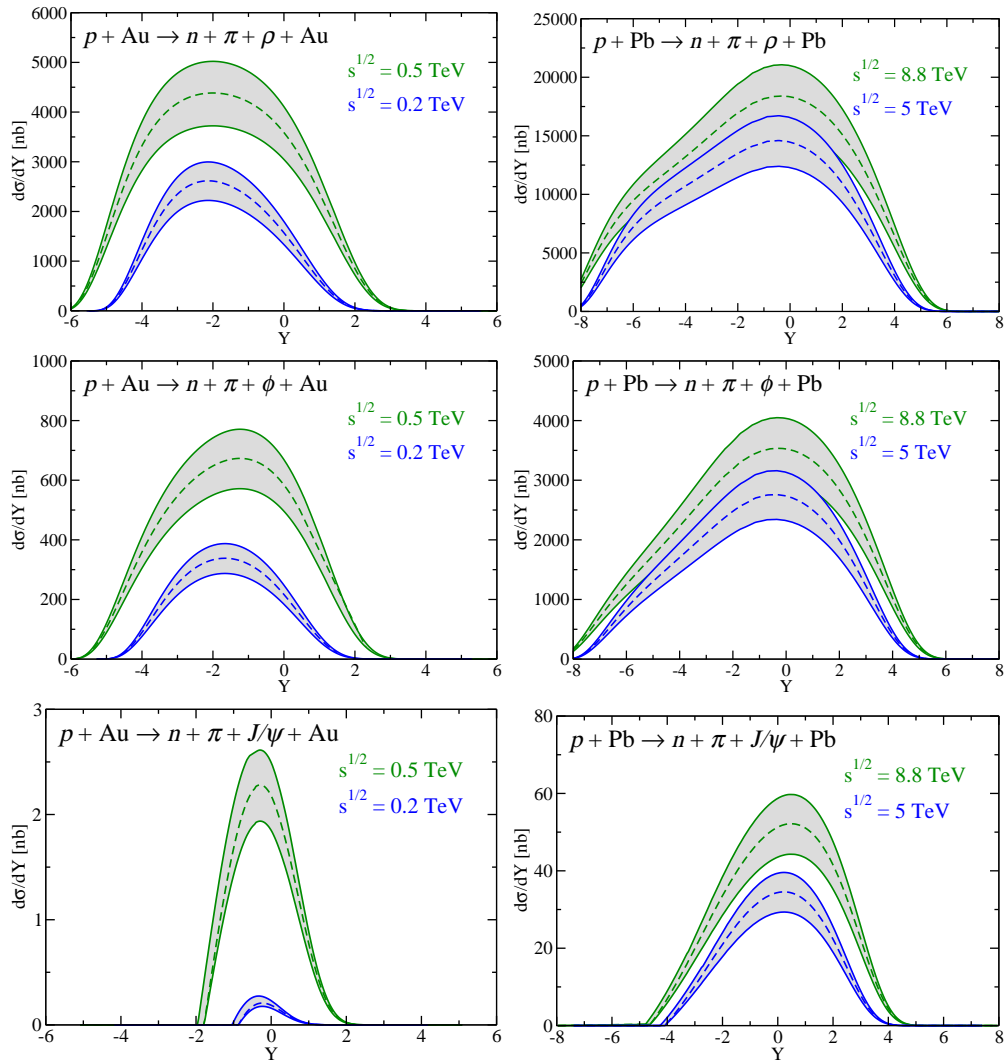 p + Au → n + π + ρ + Au
s^{1/2} = 0.5 TeV
s^{1/2} = 0.2 TeV
dσ/dY [nb]
6000
5000
4000
3000
2000
1000
0
-6 -4 -2 0 2 4 6
Y
p + Pb → n + π + ρ + Pb
s^{1/2} = 8.8 TeV
s^{1/2} = 5 TeV
dσ/dY [nb]
25000
20000
15000
10000
5000
0
-8 -6 -4 -2 0 2 4 6 8
Y
p + Au → n + π + ϕ + Au
s^{1/2} = 0.5 TeV
s^{1/2} = 0.2 TeV
dσ/dY [nb]
1000
800
600
400
200
0
-6 -4 -2 0 2 4 6
Y
p + Pb → n + π + ϕ + Pb
s^{1/2} = 8.8 TeV
s^{1/2} = 5 TeV
dσ/dY [nb]
5000
4000
3000
2000
1000
0
-8 -6 -4 -2 0 2 4 6 8
Y
p + Au → n + π + J/ψ + Au
s^{1/2} = 0.5 TeV
s^{1/2} = 0.2 TeV
dσ/dY [nb]
3
2
1
0
-6 -4 -2 0 2 4 6
Y
p + Pb → n + π + J/ψ + Pb
s^{1/2} = 8.8 TeV
s^{1/2} = 5 TeV
dσ/dY [nb]
80
60
40
20
0
-8 -6 -4 -2 0 2 4 6 8
Y